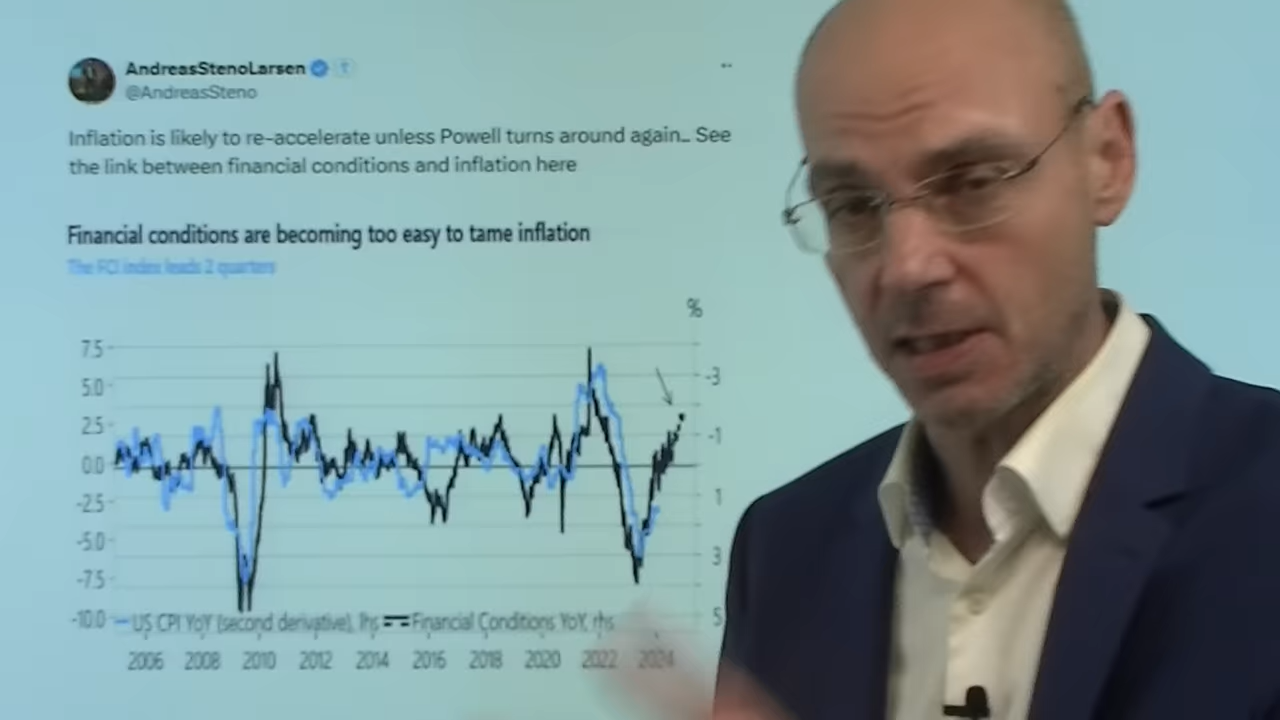 AndreasStenoLarsen
@AndreasSteno
Inflation is likely to re-accelerate unless Powell turns around again... See
the link between financial conditions and inflation here
Financial conditions are becoming too easy to tame inflation
The FCI index leads 2 quarters
%
7.5
5.0
2.5
0.0
-2.5
-5.0
-7.5
-10.0
-3
-1
1
3
5
US CPI YoY (second derivative), lhs Financial Conditions YoY, rhs
2006 2008 2010 2012 2014 2016 2018 2020 2022 2024